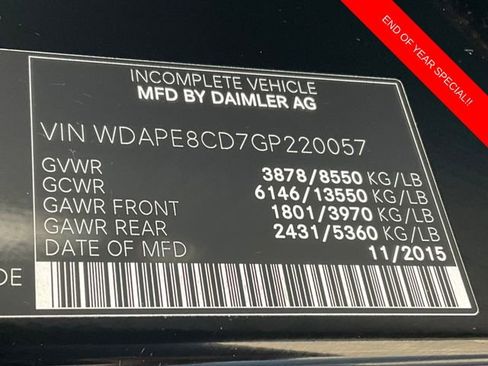 END OF YEAR SPECIAL!!
INCOMPLETE VEHICLE
MFD BY DAIMLER AG
VIN WDAPE8CD7GP220057
GVWR 3878/8550 KG/LB
GCWR 6146/13550 KG/LB
GAWR FRONT 1801/3970 KG/LB
GAWR REAR 2431/5360 KG/LB
DATE OF MFD 11/2015
DE